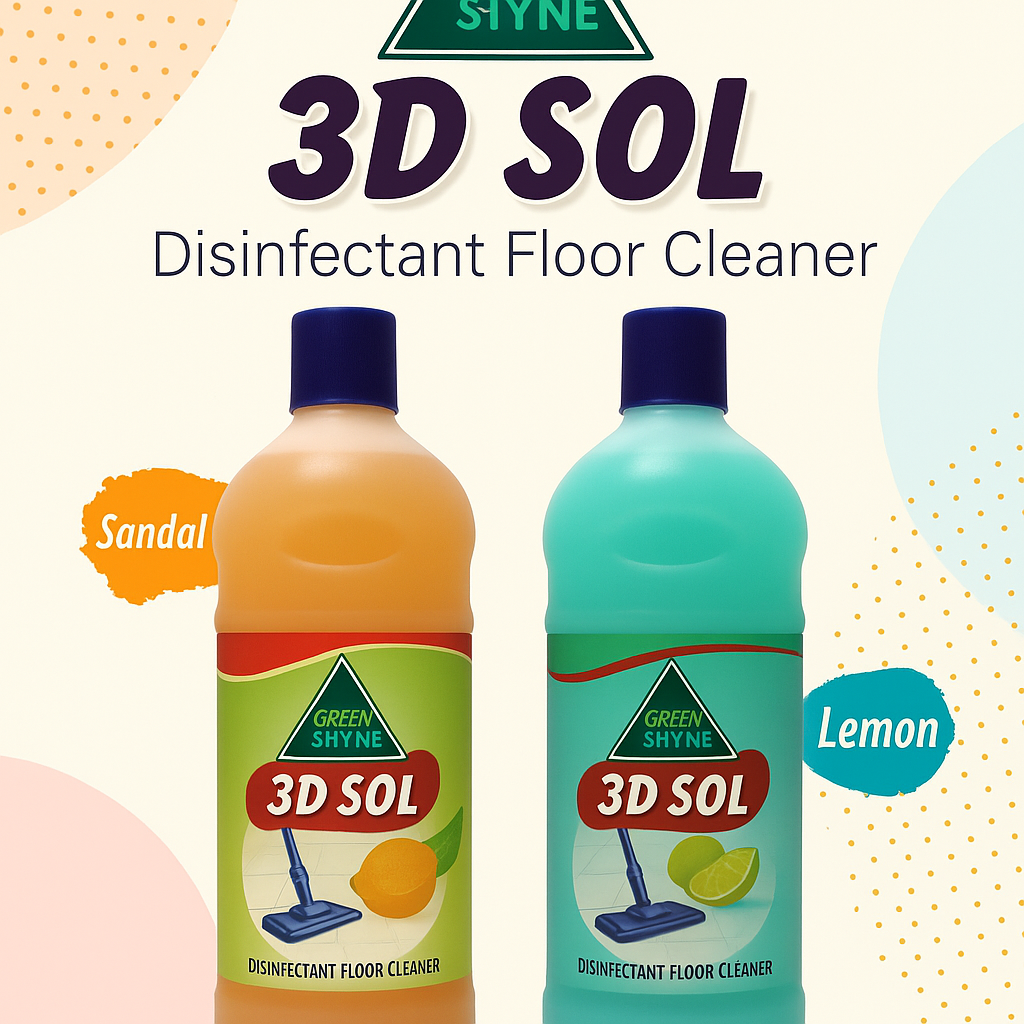 SHYNE
3D SOL
Disinfectant Floor Cleaner
Sandal
GREEN
SHYNE
3D SOL
DISINFECTANT FLOOR CLEANER
GREEN
SHYNE
3D SOL
DISINFECTANT FLOOR CLEANER
Lemon